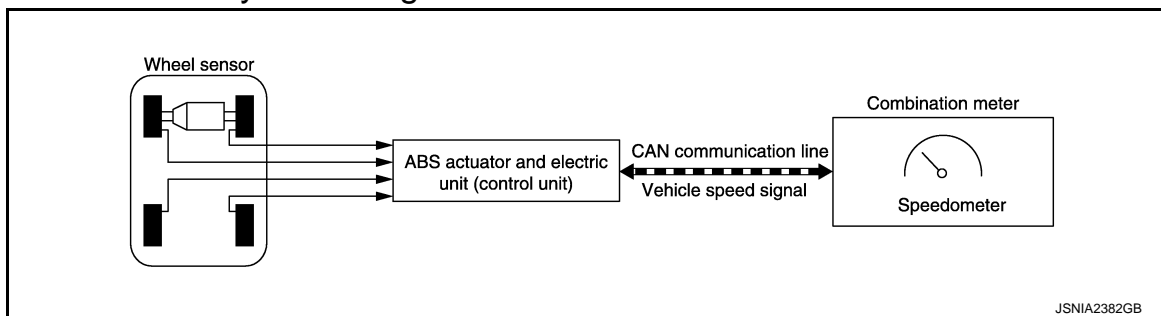 Wheel sensor
ABS actuator and electric
unit (control unit)
CAN communication line
Vehicle speed signal
Combination meter
Speedometer
JSNIA2382GB